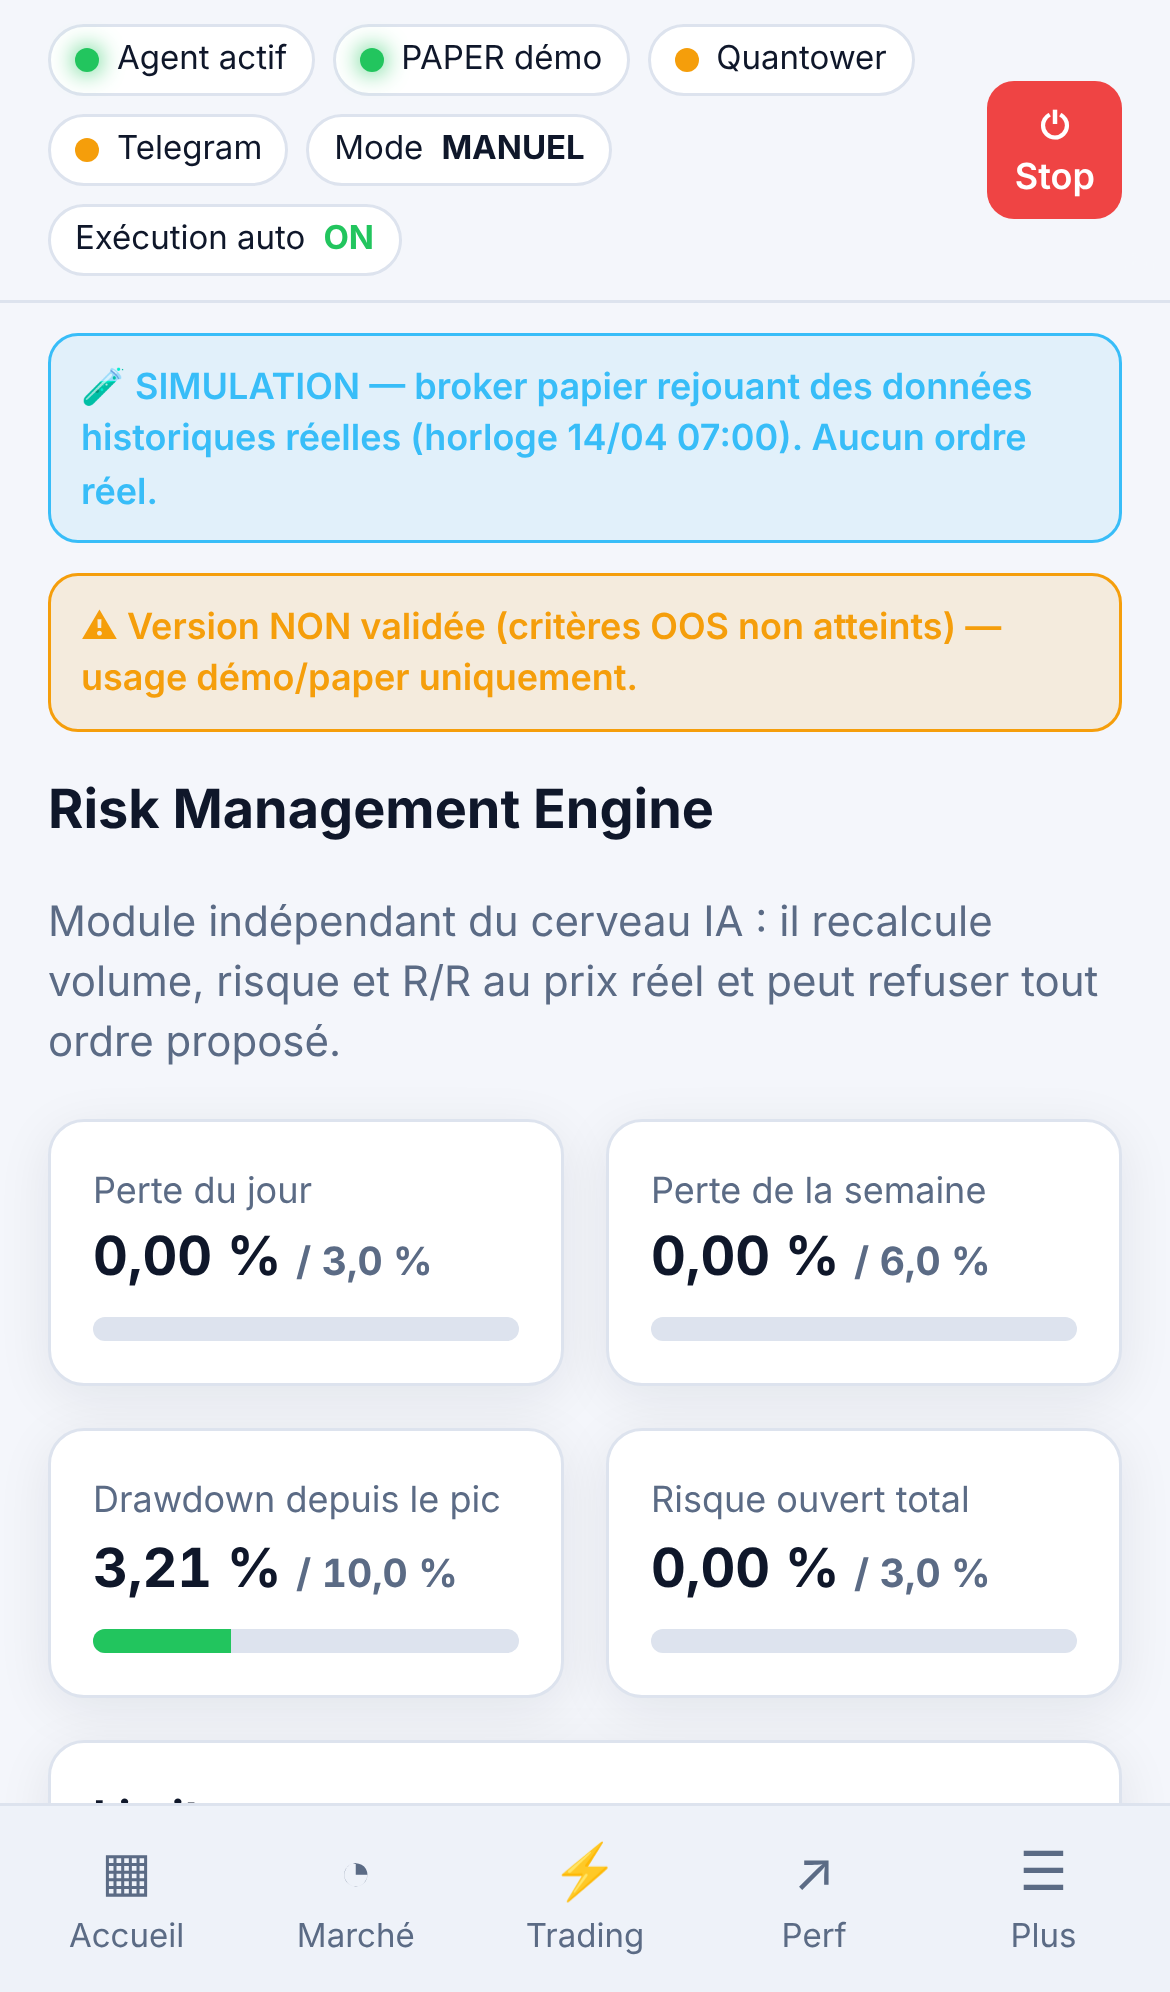 Agent actif
PAPER démo
Quantower
Telegram
Mode MANUEL
Exécution auto ON
Stop
SIMULATION — broker papier rejouant des données
historiques réelles (horloge 14/04 07:00). Aucun ordre
réel.
Version NON validée (critères OOS non atteints) —
usage démo/paper uniquement.
Risk Management Engine
Module indépendant du cerveau IA : il recalcule
volume, risque et R/R au prix réel et peut refuser tout
ordre proposé.
Perte du jour
0,00 % / 3,0 %
Perte de la semaine
0,00 % / 6,0 %
Drawdown depuis le pic
3,21 % / 10,0 %
Risque ouvert total
0,00 % / 3,0 %
Accueil
Marché
Trading
Perf
Plus